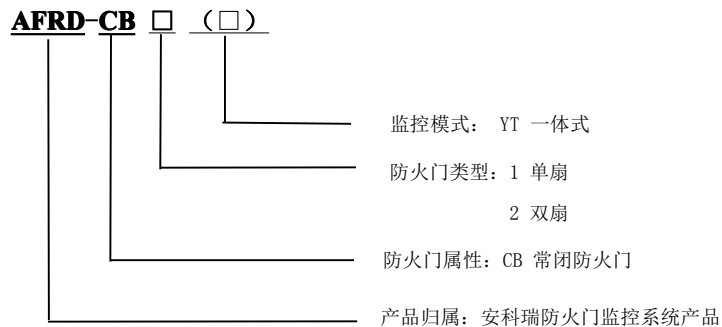 AFRD-CB □ （□）
监控模式： YT 一体式
防火门类型：1 单扇
2 双扇
防火门属性：CB 常闭防火门
产品归属：安科瑞防火门监控系统产品